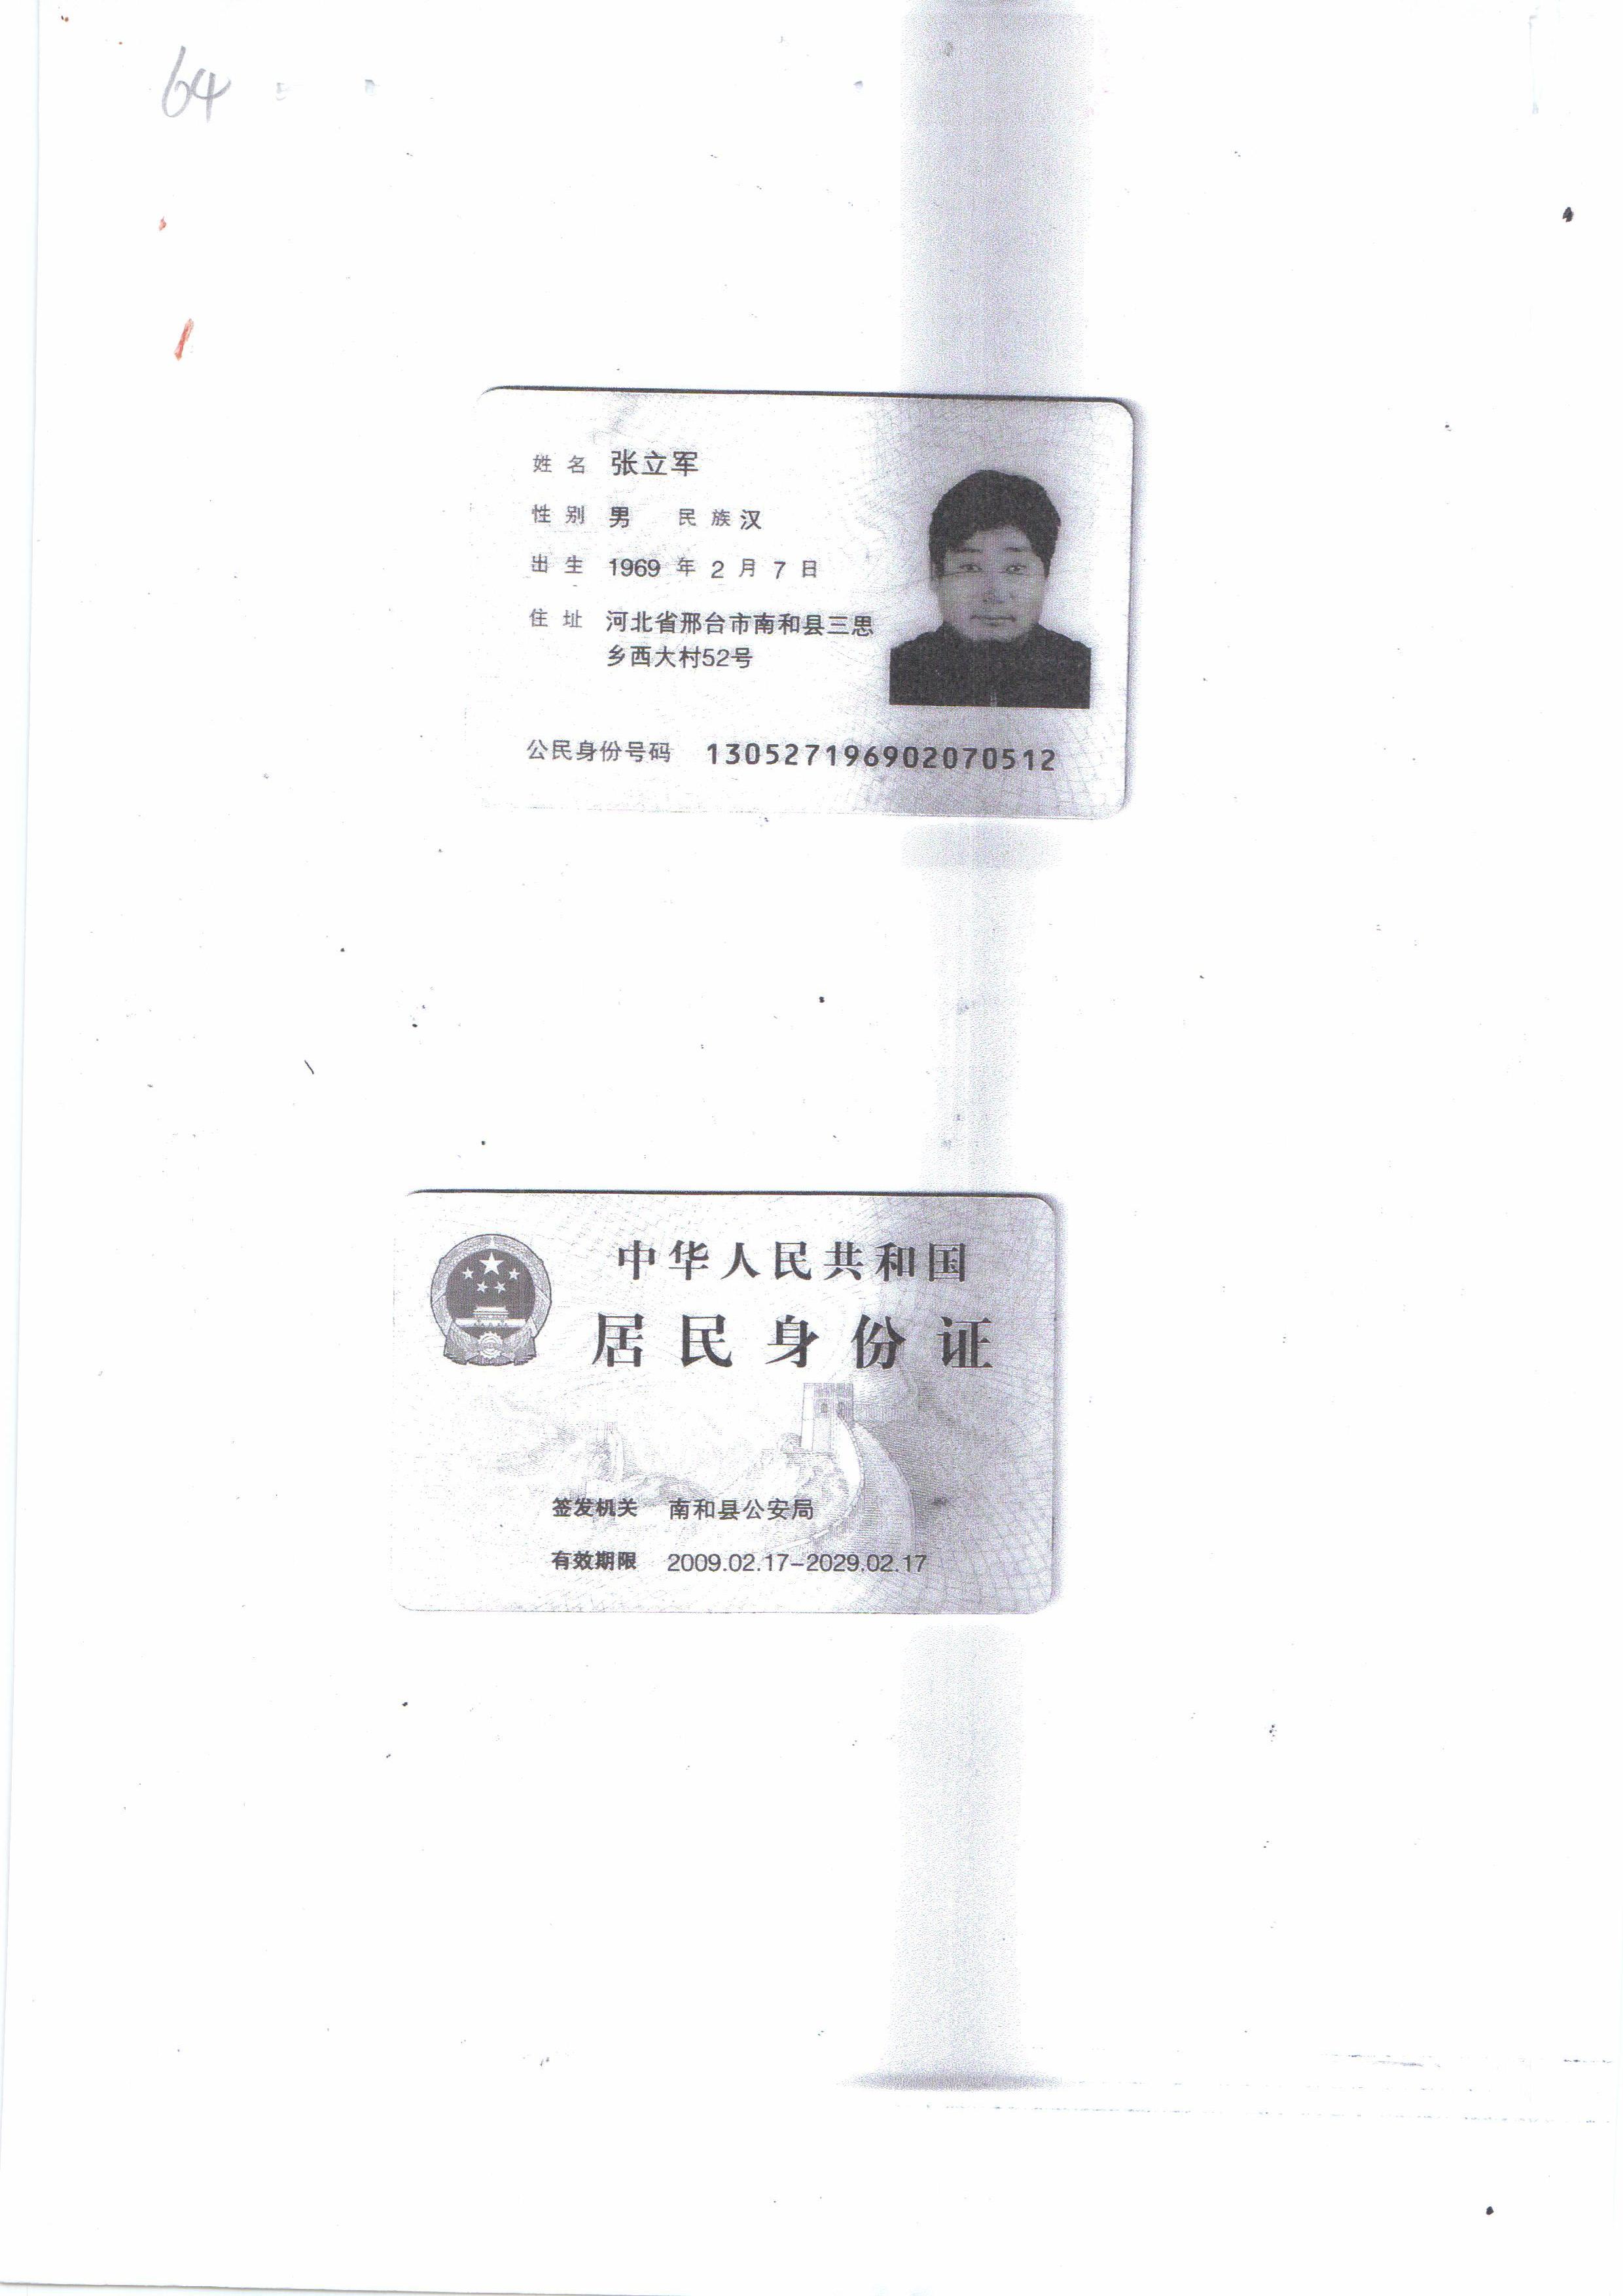 64
姓名 张立军
性别 男 民族 汉
出生 1969 年 2 月 7 日
住址 河北省邢台市南和县三思
乡西大村52号
公民身份号码 130527196902070512
中华人民共和国
居民身份证
签发机关 南和县公安局
有效期限 2009.02.17-2029.02.17